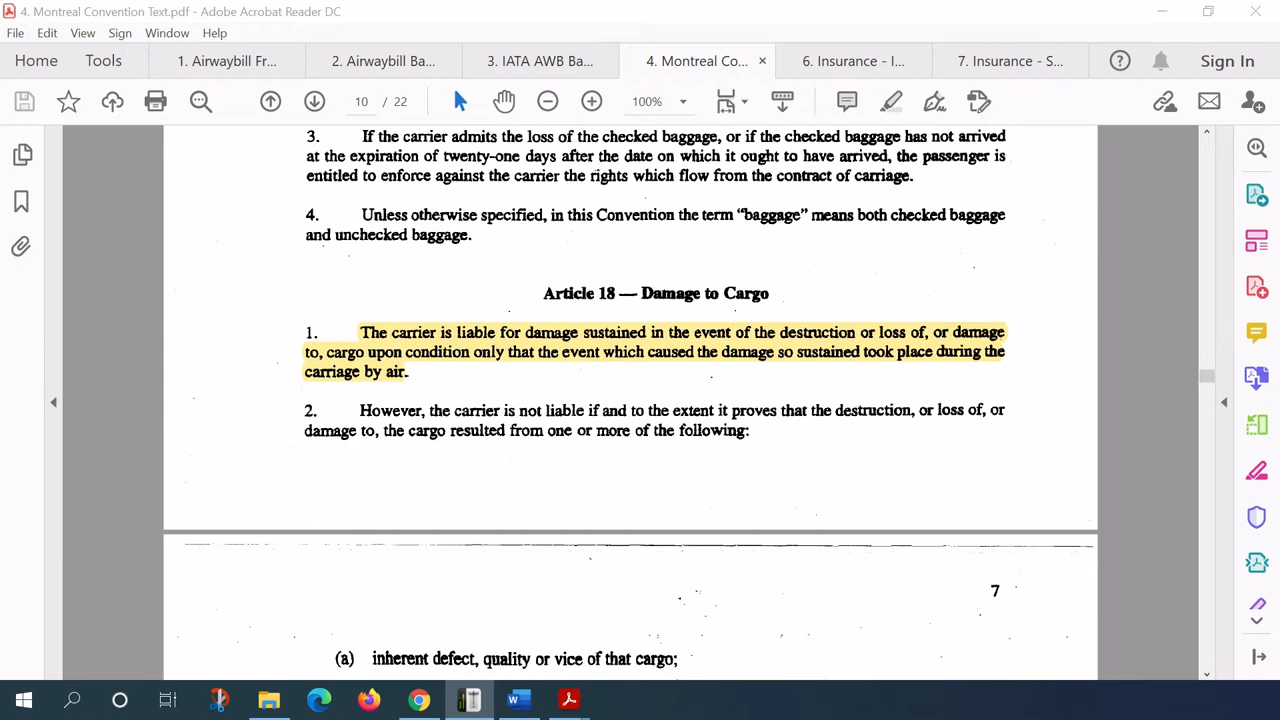 4. Montreal Convention Text.pdf - Adobe Acrobat Reader DC
File Edit View Sign Window Help
Home Tools 1. Airwaybill Fr... 2. Airwaybill Ba... 3. IATA AWB Ba... 4. Montreal Co... × 6. Insurance - I... 7. Insurance - S... Sign In
10 / 22 100%
3. If the carrier admits the loss of the checked baggage, or if the checked baggage has not arrived
at the expiration of twenty-one days after the date on which it ought to have arrived, the passenger is
entitled to enforce against the carrier the rights which flow from the contract of carriage.
4. Unless otherwise specified, in this Convention the term “baggage” means both checked baggage
and unchecked baggage.
Article 18 — Damage to Cargo
1. The carrier is liable for damage sustained in the event of the destruction or loss of, or damage
to, cargo upon condition only that the event which caused the damage so sustained took place during the
carriage by air.
2. However, the carrier is not liable if and to the extent it proves that the destruction, or loss of, or
damage to, the cargo resulted from one or more of the following:
7
(a) inherent defect, quality or vice of that cargo;